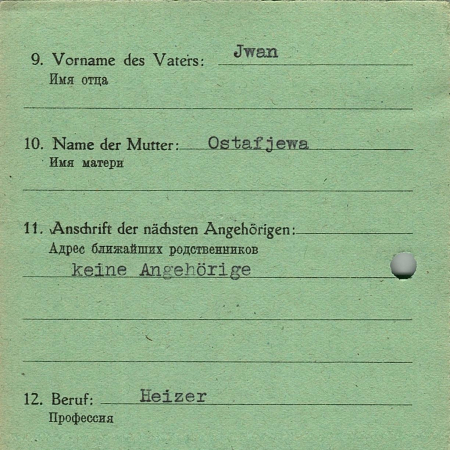 9. Vorname des Vaters: Jwan
Имя отца
10. Name der Mutter: Ostafjewa
Имя матери
11. Anschrift der nächsten Angehörigen:
Адрес ближайших родственников
keine Angehörige
12. Beruf: Heizer
Профессия